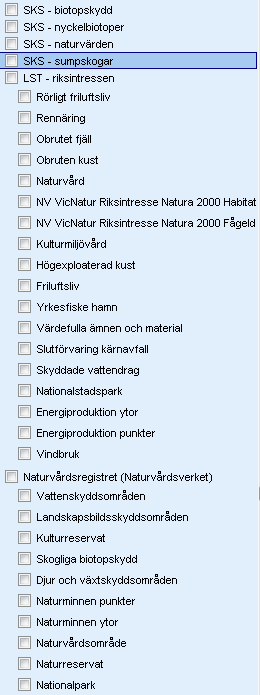 SKS - biotopskydd
SKS - nyckelbiotoper
SKS - naturvärden
SKS - sumpskogar
LST - riksintressen
Rörligt friluftsliv
Rennäring
Obrutet fjäll
Obruten kust
Naturvård
NV VicNatur Riksintresse Natura 2000 Habitat
NV VicNatur Riksintresse Natura 2000 Fågeld
Kulturmiljövård
Högexploaterad kust
Friluftsliv
Yrkesfiske hamn
Värdefulla ämnen och material
Slutförvaring kärnavfall
Skyddade vattendrag
Nationalstadspark
Energiproduktion ytor
Energiproduktion punkter
Vindbruk
Naturvårdsregistret (Naturvårdsverket)
Vattenskyddsområden
Landskapsbildsskyddsområden
Kulturreservat
Skogliga biotopskydd
Djur och växtskyddsområden
Naturminnen punkter
Naturminnen ytor
Naturvårdsområde
Naturreservat
Nationalpark